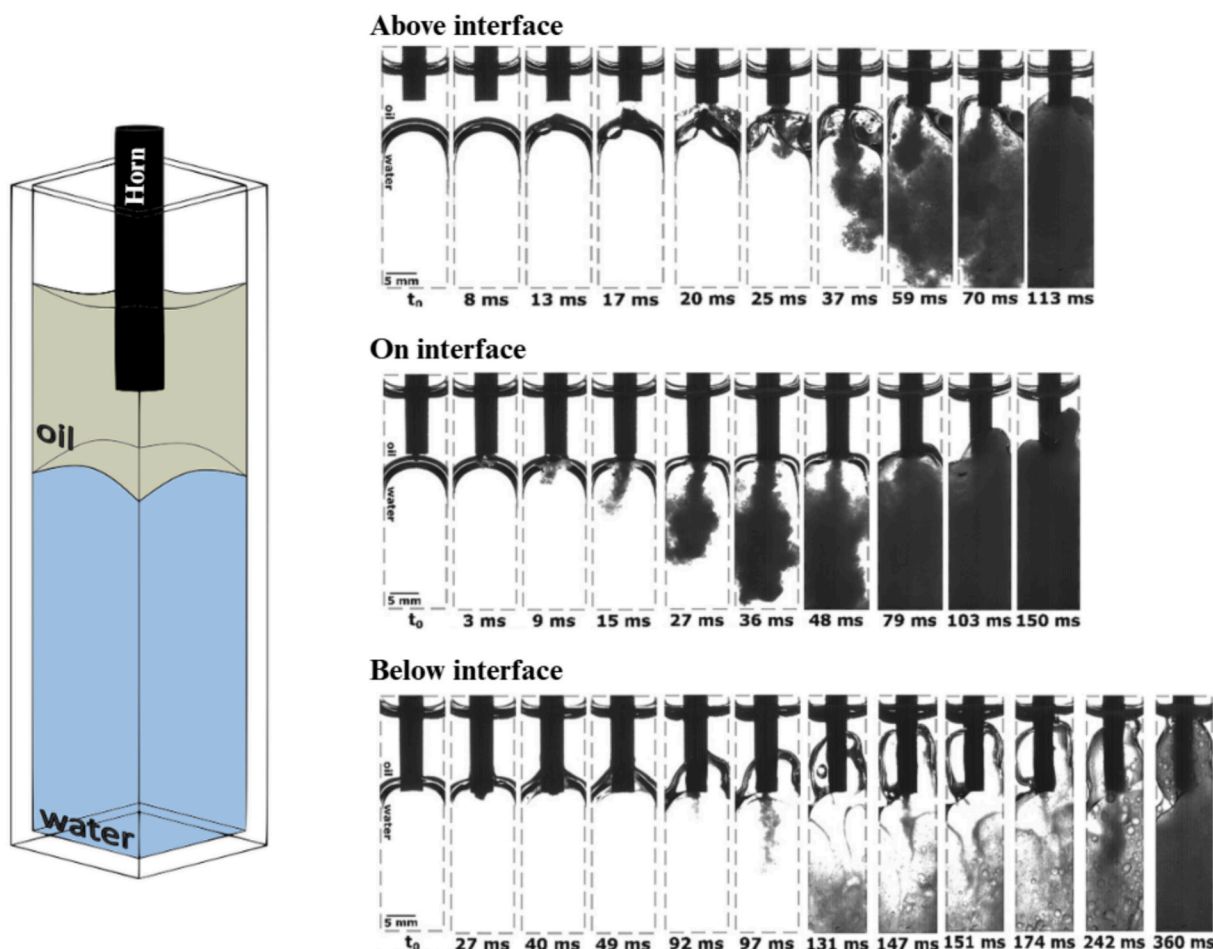 Horn
oil
water
Above interface
oil
water
5 mm
t₀ 8 ms 13 ms 17 ms 20 ms 25 ms 37 ms 59 ms 70 ms 113 ms
On interface
oil
water
5 mm
t₀ 3 ms 9 ms 15 ms 27 ms 36 ms 48 ms 79 ms 103 ms 150 ms
Below interface
oil
water
5 mm
t₀ 27 ms 40 ms 49 ms 92 ms 97 ms 131 ms 147 ms 151 ms 174 ms 242 ms 360 ms